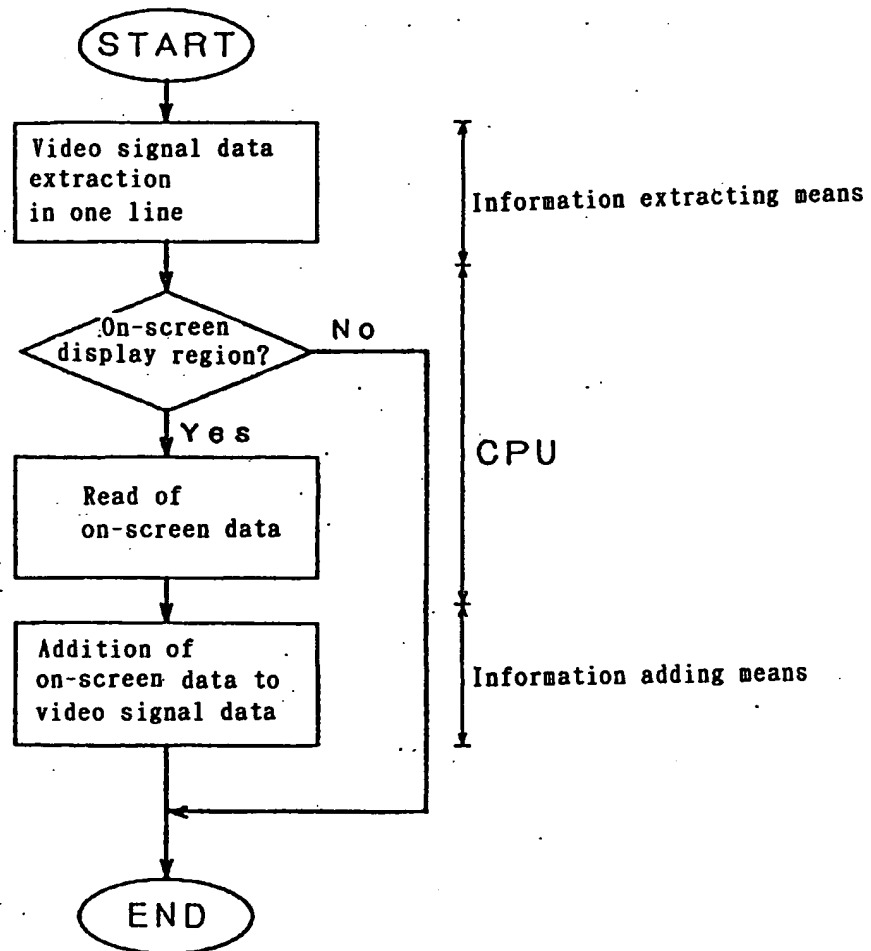 START
Video signal data
extraction
in one line
Information extracting means
On-screen
display region?
No
Yes
CPU
Read of
on-screen data
Addition of
on-screen data to
video signal data
Information adding means
END